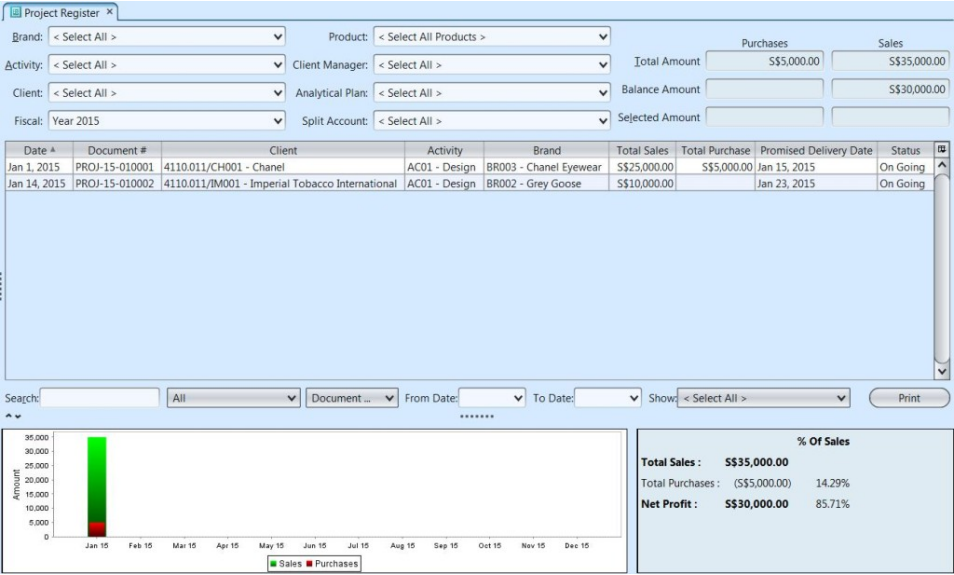 Project Register ×
Brand: < Select All > Product: < Select All Products >
Purchases Sales
Activity: < Select All > Client Manager: < Select All > Total Amount S$5,000.00 S$35,000.00
Client: < Select All > Analytical Plan: < Select All > Balance Amount S$30,000.00
Fiscal: Year 2015 Split Account: < Select All > Selected Amount
Date Document # Client Activity Brand Total Sales Total Purchase Promised Delivery Date Status
Jan 1, 2015 PROJ-15-010001 4110.011/CH001 - Chanel AC01 - Design BR003 - Chanel Eyewear S$25,000.00 S$5,000.00 Jan 15, 2015 On Going
Jan 14, 2015 PROJ-15-010002 4110.011/IM001 - Imperial Tobacco International AC01 - Design BR002 - Grey Goose S$10,000.00 Jan 23, 2015 On Going
Search: All Document ... From Date: To Date: Show: < Select All > Print
Amount
35,000
30,000
25,000
20,000
15,000
10,000
5,000
0
Jan 15 Feb 15 Mar 15 Apr 15 May 15 Jun 15 Jul 15 Aug 15 Sep 15 Oct 15 Nov 15 Dec 15
Sales Purchases
% Of Sales
Total Sales : S$35,000.00
Total Purchases : (S$5,000.00) 14.29%
Net Profit : S$30,000.00 85.71%